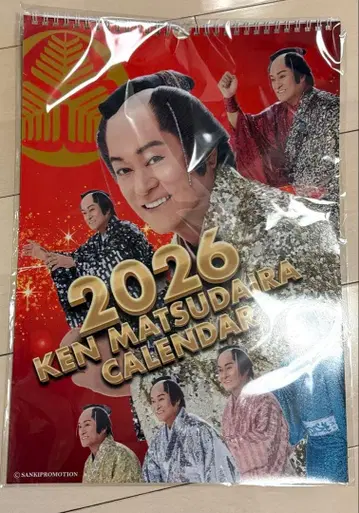 2026
KEN MATSUDAIRA
CALENDAR
© SANKIPROMOTION